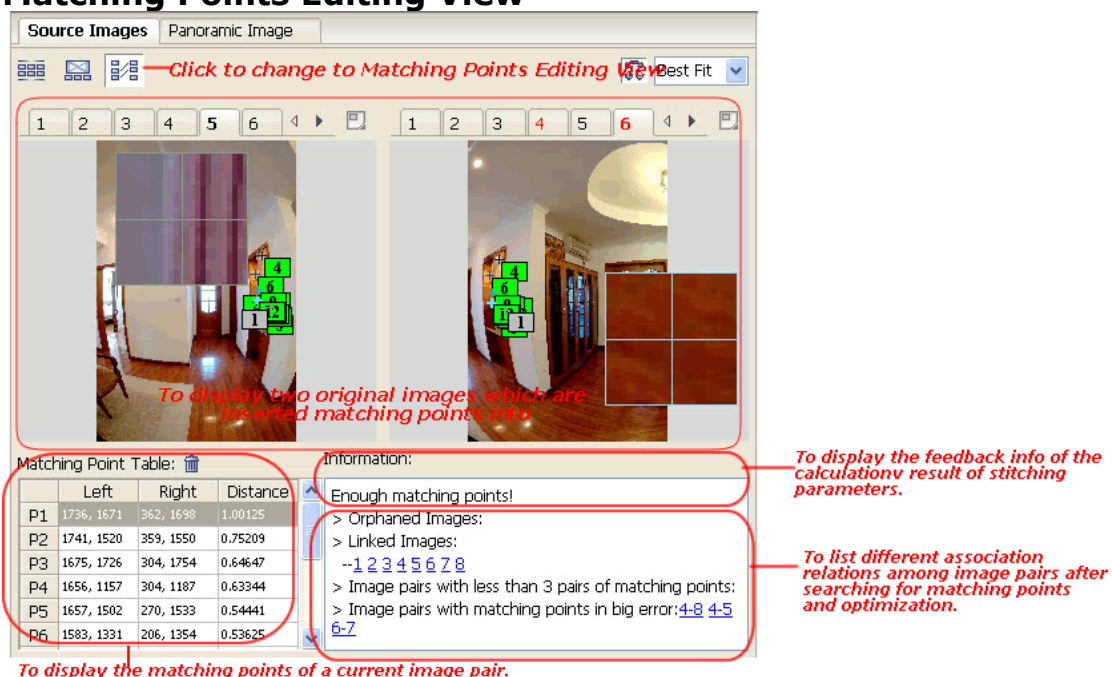 Matching Points Editing View
Source Images Panoramic Image
Click to change to Matching Points Editing View Best Fit
1 2 3 4 5 6 1 2 3 4 5 6
4 4
6 6
12
1 1
To display two original images which are
inserted matching points into
Matching Point Table: Information:
To display the feedback info of the
calculationv result of stitching
parameters.
Left Right Distance
P1 1736, 1671 362, 1698 1.00125
P2 1741, 1520 359, 1550 0.75209
P3 1675, 1726 304, 1754 0.64647
P4 1656, 1157 304, 1187 0.63344
P5 1657, 1502 270, 1533 0.54441
P6 1583, 1331 206, 1354 0.53625
Enough matching points!
> Orphaned Images:
> Linked Images:
--1 2 3 4 5 6 7 8
> Image pairs with less than 3 pairs of matching points:
> Image pairs with matching points in big error:4-8 4-5
6-7
To list different association
relations among image pairs after
searching for matching points
and optimization.
To display the matching points of a current image pair.